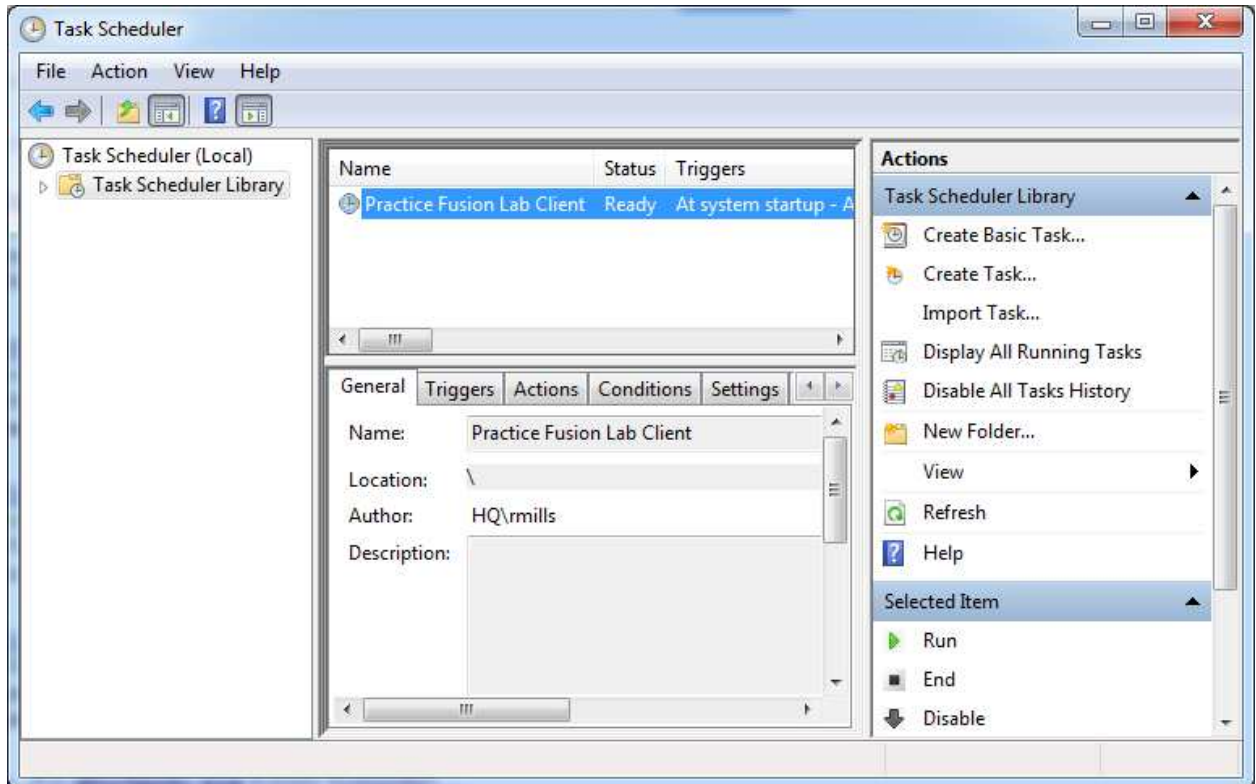 Task Scheduler
File Action View Help
Task Scheduler (Local)
Task Scheduler Library
Name Status Triggers
Practice Fusion Lab Client Ready At system startup - A
General Triggers Actions Conditions Settings
Name: Practice Fusion Lab Client
Location: \
Author: HQ\rmills
Description:
Actions
Task Scheduler Library
Create Basic Task...
Create Task...
Import Task...
Display All Running Tasks
Disable All Tasks History
New Folder...
View
Refresh
Help
Selected Item
Run
End
Disable